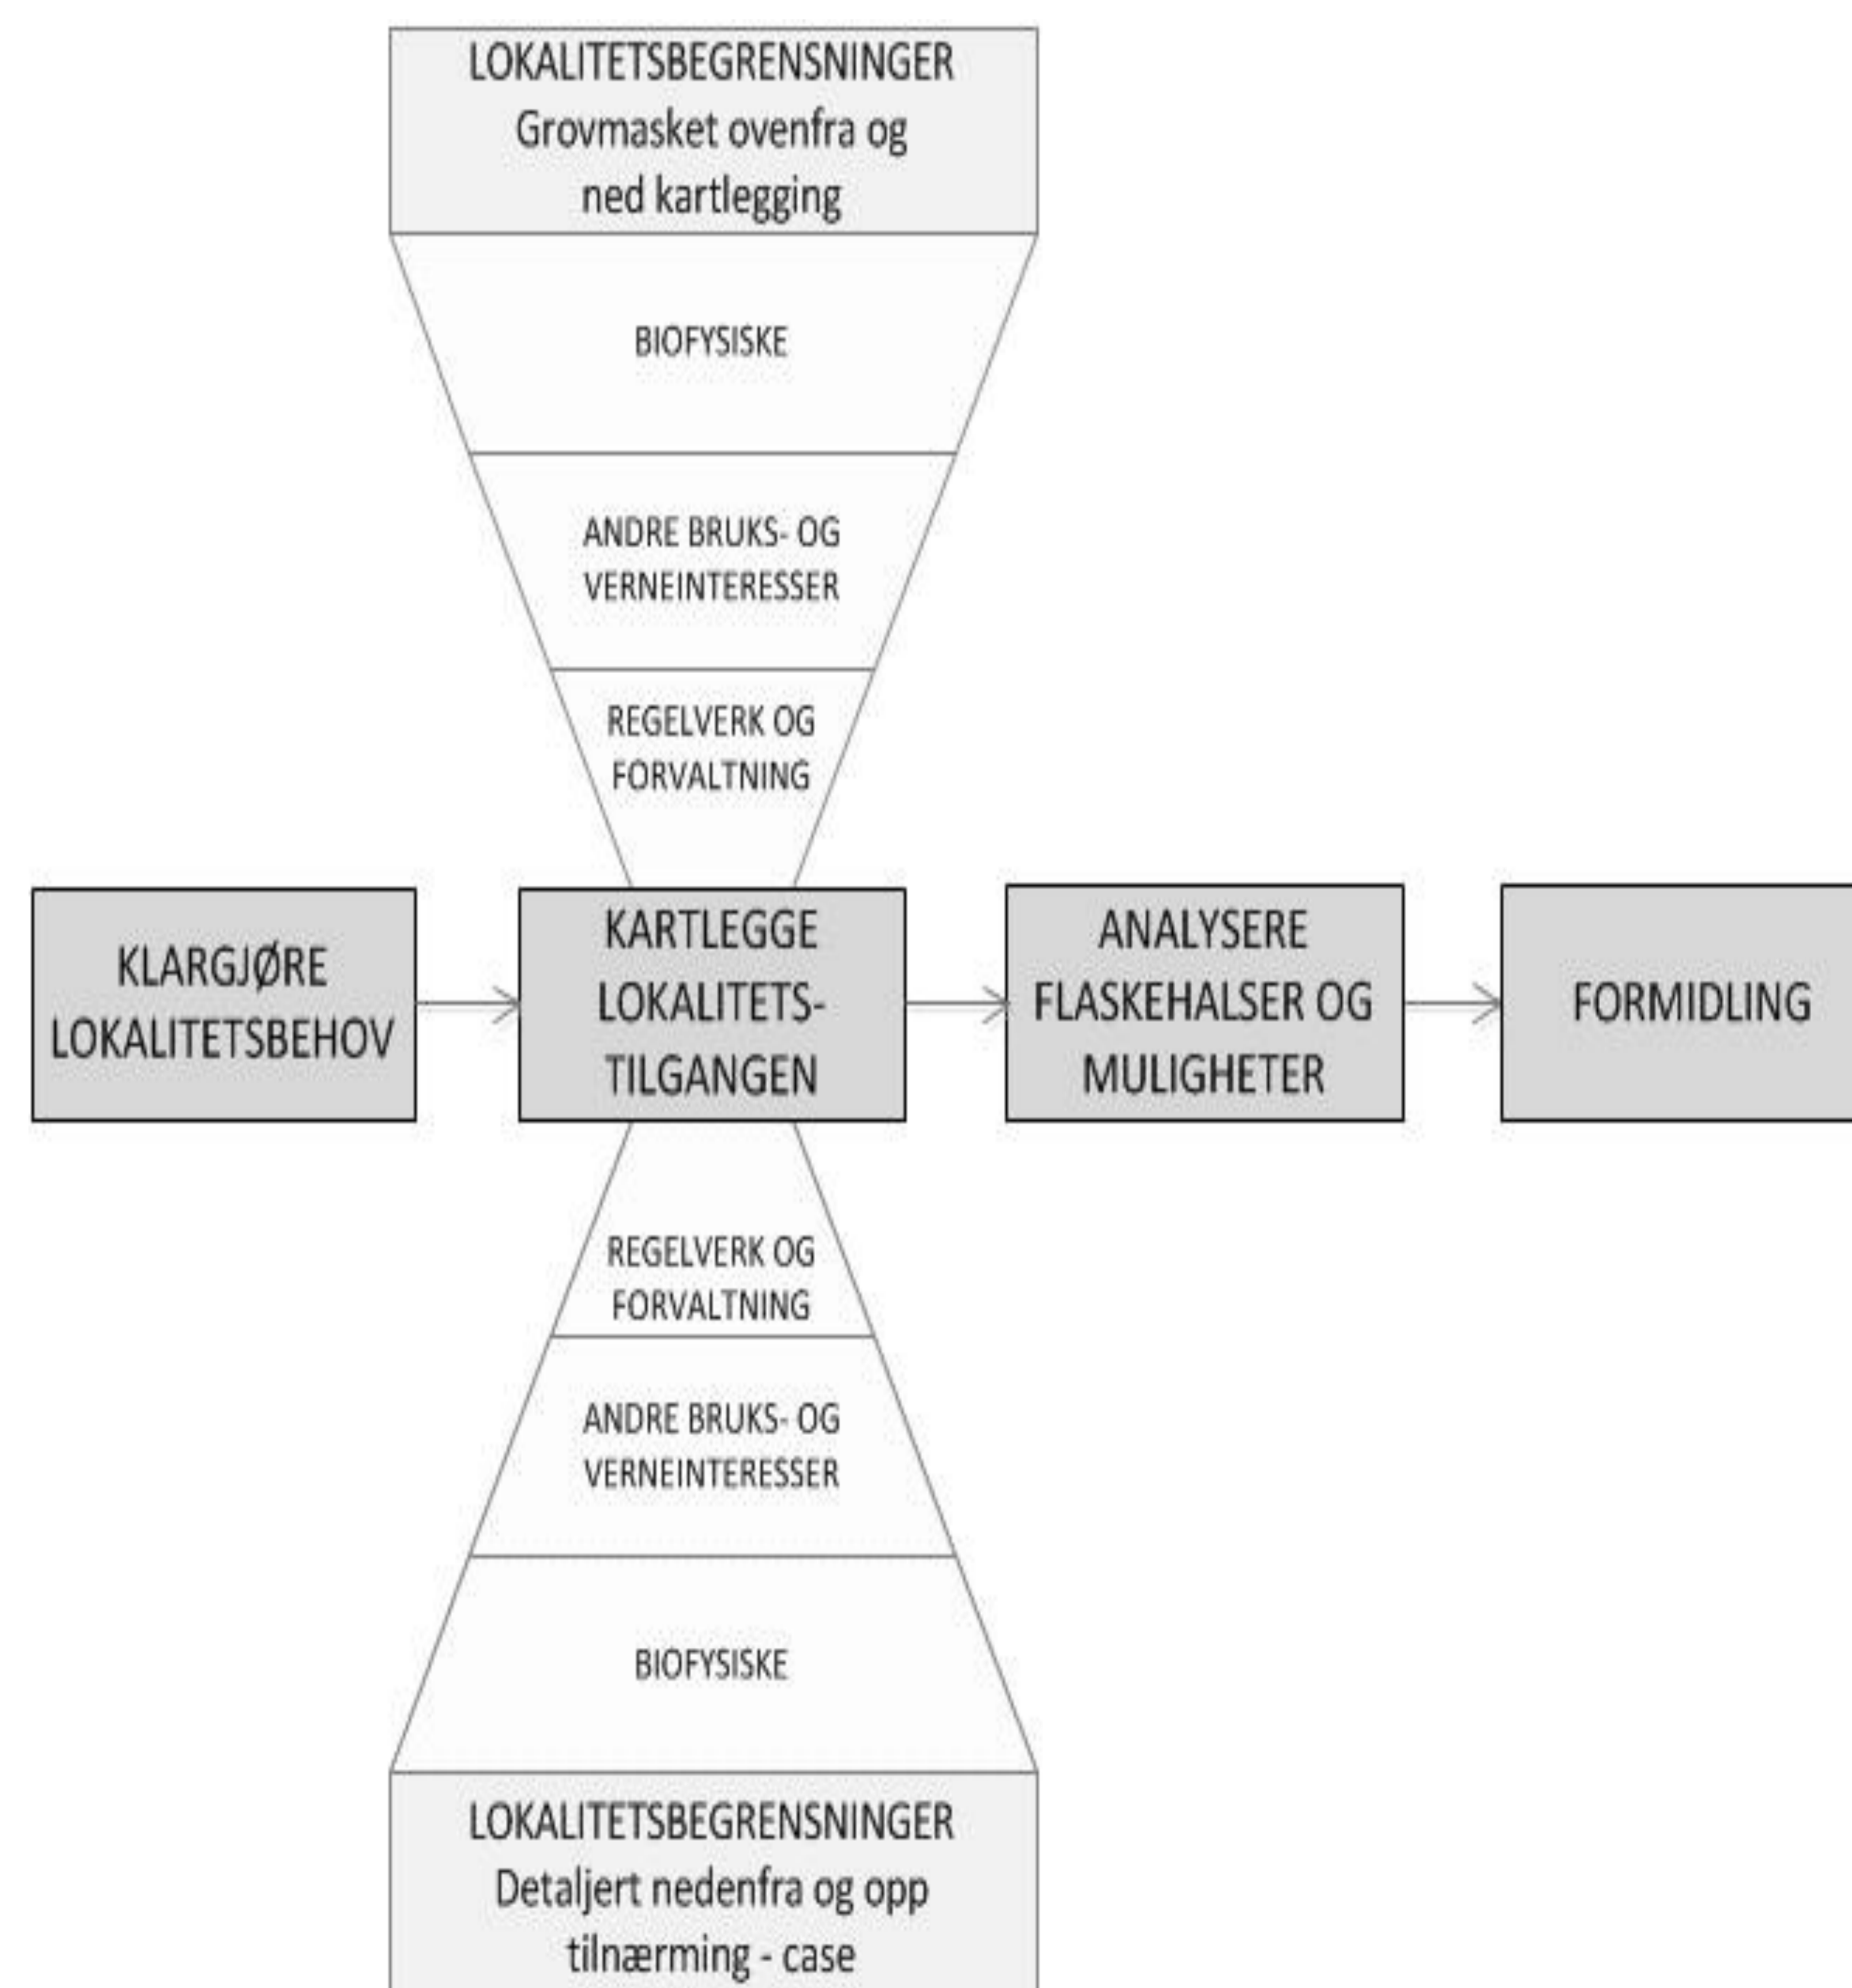 LOKALITETSBEGRENSNINGER
Grovmasket ovenfra og
ned kartlegging
BIOFYSISKE
ANDRE BRUKS- OG
VERNEINTERESSER
REGELVERK OG
FORVALTNING
KLARGJØRE
LOKALITETSBEHOV
KARTLEGGE
LOKALITETS-
TILGANGEN
ANALYSERE
FLASKEHALSER OG
MULIGHETER
FORMIDLING
REGELVERK OG
FORVALTNING
ANDRE BRUKS- OG
VERNEINTERESSER
BIOFYSISKE
LOKALITETSBEGRENSNINGER
Detaljert nedenfra og opp
tilnærming - case